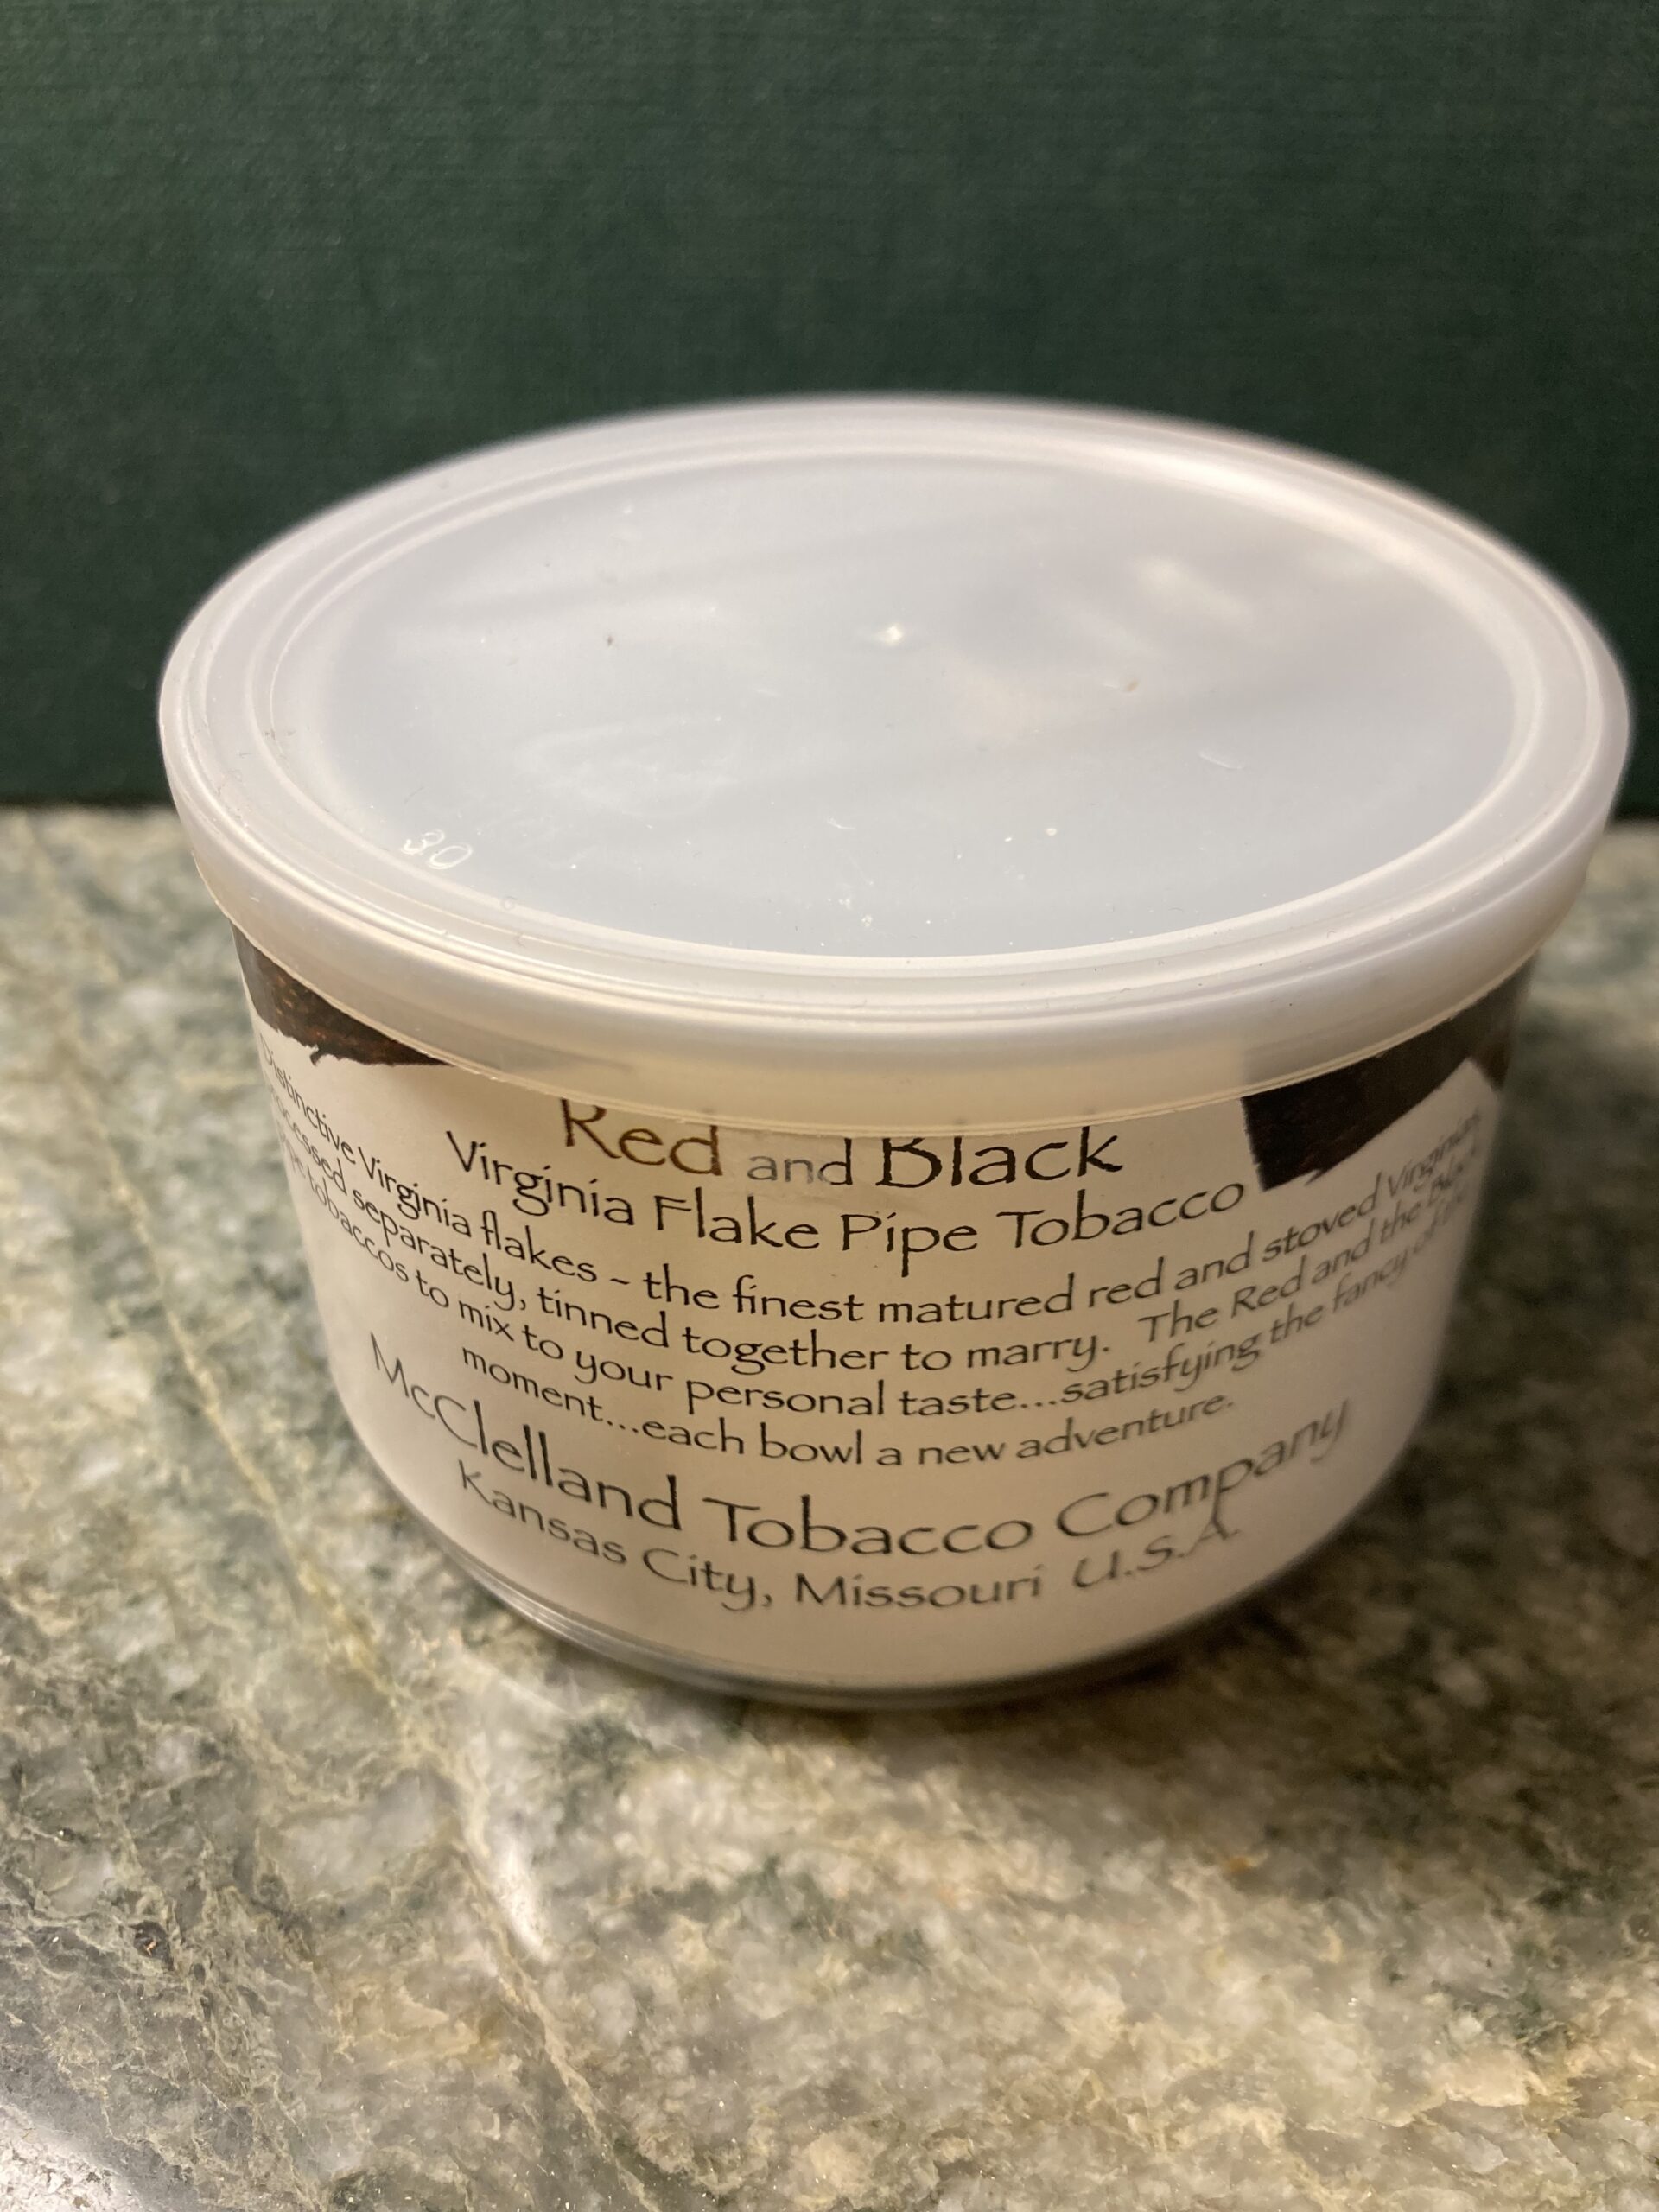 30
Red and Black
Virginia Flake Pipe Tobacco
Distinctive Virginia flakes ~ the finest matured red and stoved Virginias
processed separately, tinned together to marry. The Red and the Black
pipe tobaccos to mix to your personal taste...satisfying the fancy of the
moment...each bowl a new adventure.
McClelland Tobacco Company
Kansas City, Missouri U.S.A.